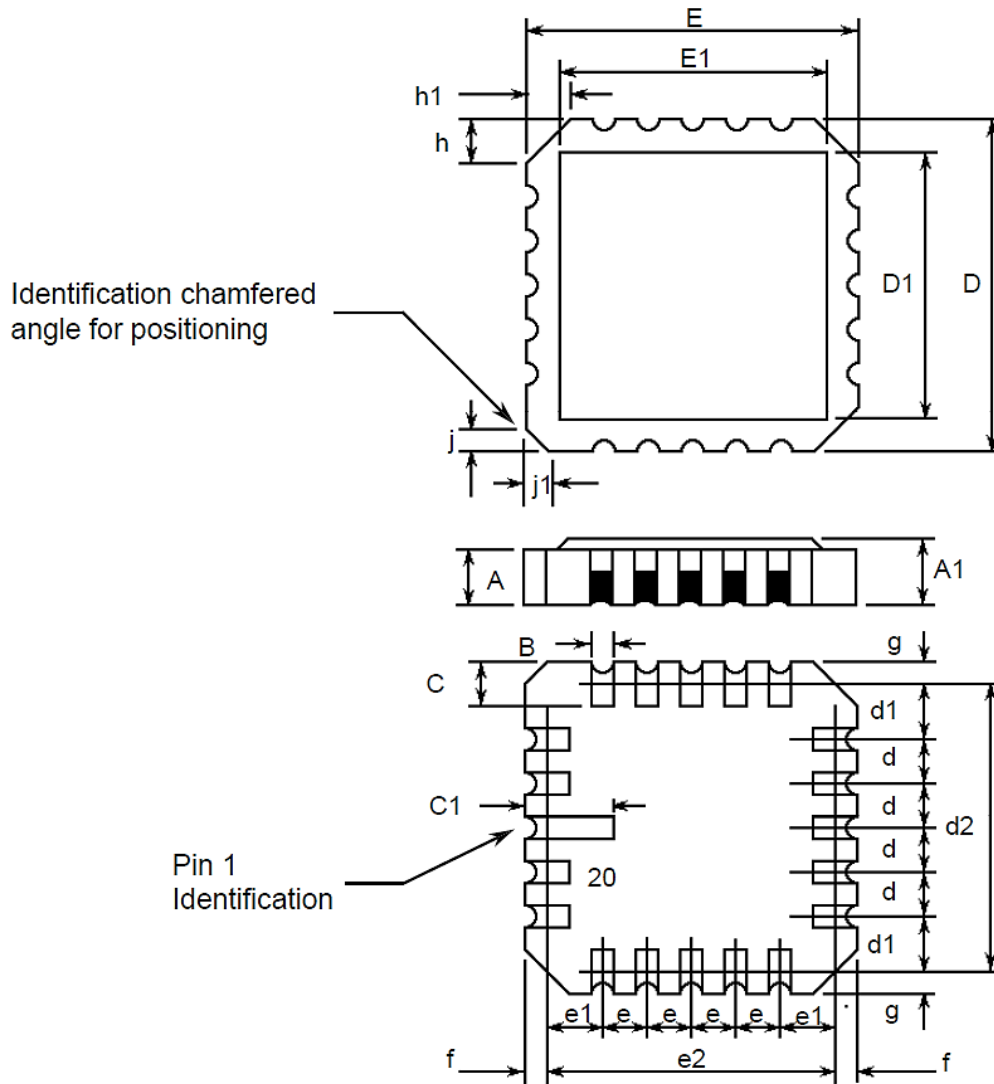 E
E1
h1
h
Identification chamfered
angle for positioning
D1
D
j
j1
A
A1
B
g
C
d1
d
C1
d
d2
d
Pin 1
Identification
20
d
d1
e1 e e e e e1
g
f
e2
f